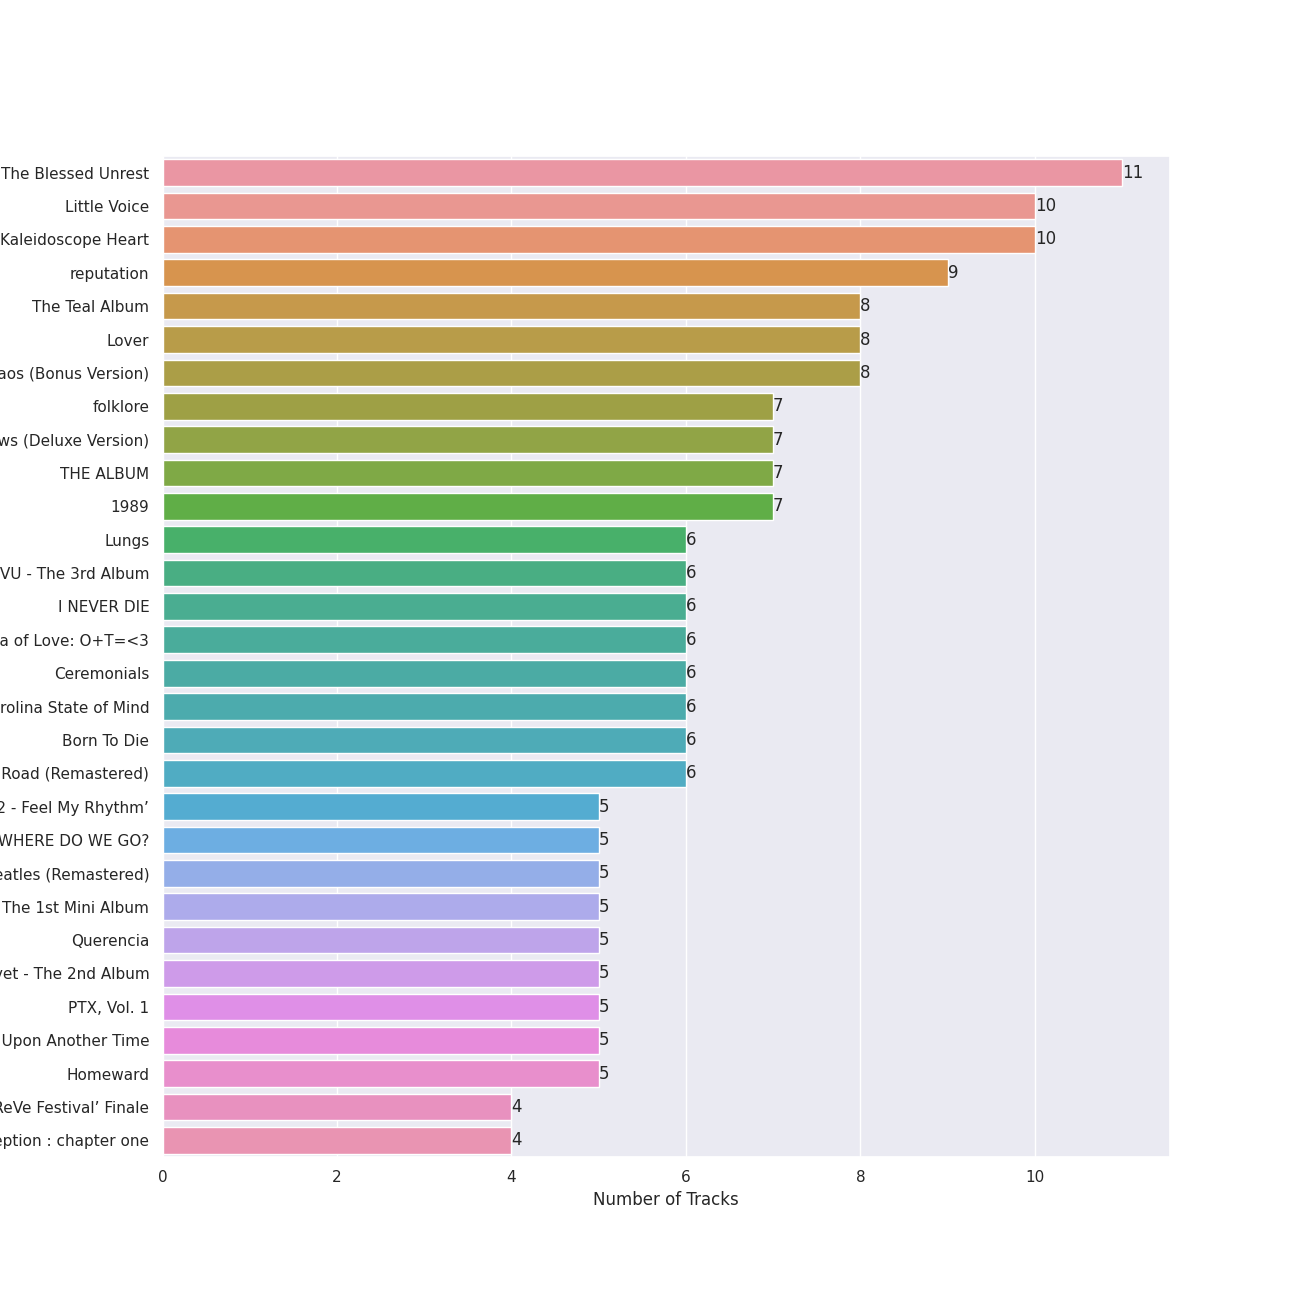 The Blessed Unrest 11
Little Voice 10
Kaleidoscope Heart 10
reputation 9
The Teal Album 8
Lover 8
aos (Bonus Version) 8
folklore 7
ws (Deluxe Version) 7
THE ALBUM 7
1989 7
Lungs 6
VU - The 3rd Album 6
I NEVER DIE 6
a of Love: O+T=<3 6
Ceremonials 6
rolina State of Mind 6
Born To Die 6
Road (Remastered) 6
2 - Feel My Rhythm’ 5
WHERE DO WE GO? 5
eatles (Remastered) 5
The 1st Mini Album 5
Querencia 5
vet - The 2nd Album 5
PTX, Vol. 1 5
Upon Another Time 5
Homeward 5
ReVe Festival’ Finale 4
eption : chapter one 4
0 2 4 6 8 10
Number of Tracks